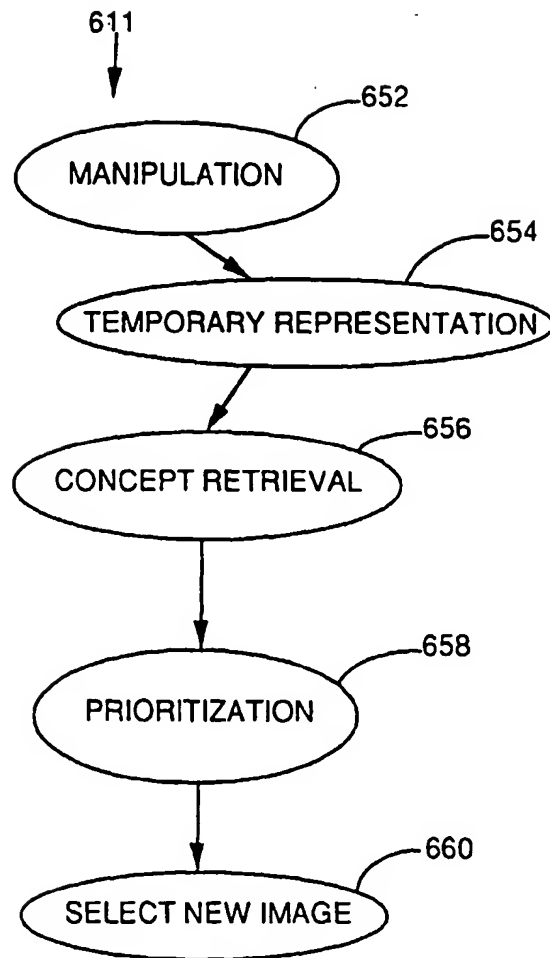 611
652
MANIPULATION
654
TEMPORARY REPRESENTATION
656
CONCEPT RETRIEVAL
658
PRIORITIZATION
660
SELECT NEW IMAGE